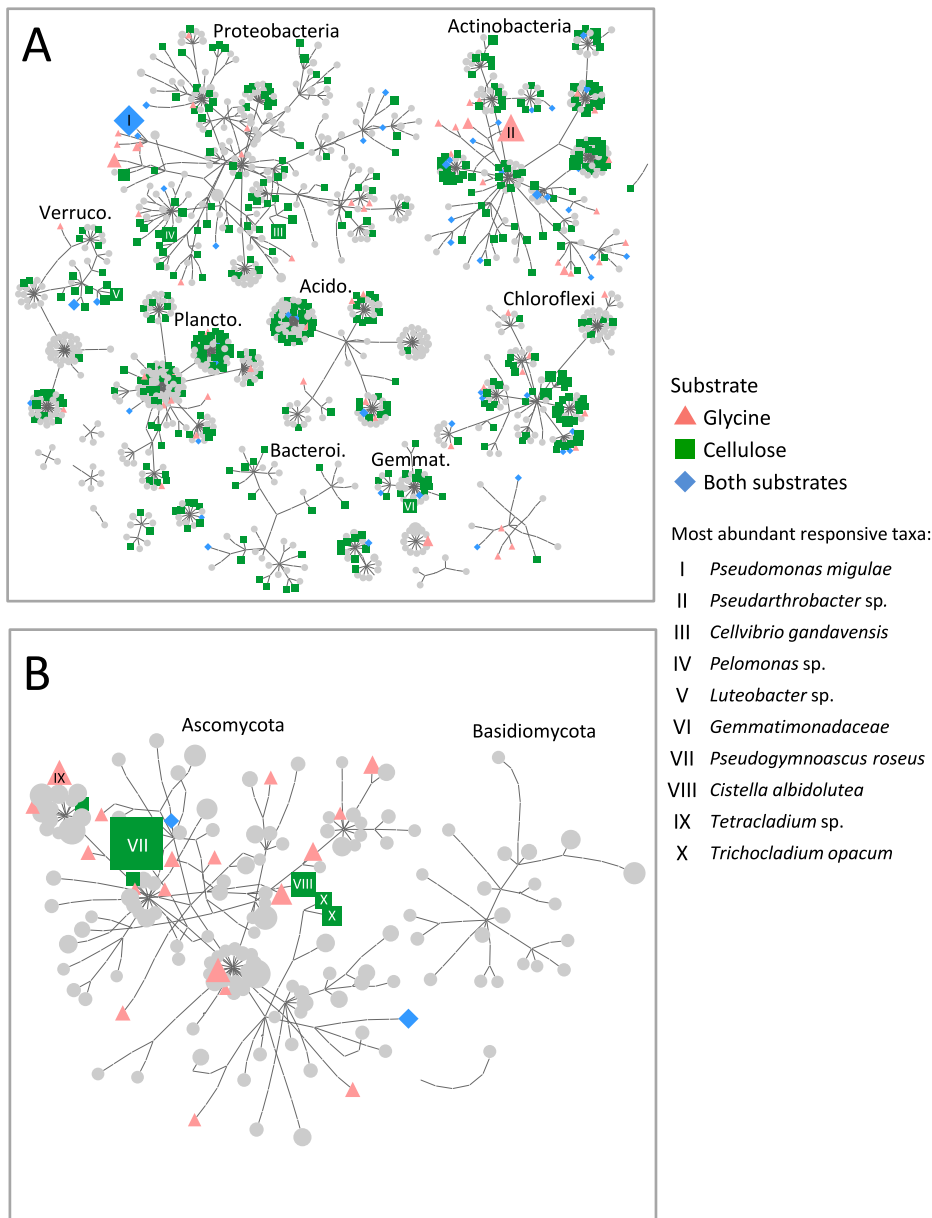 A
Proteobacteria
Actinobacteria
I
II
III
IV
Verruco.
V
Acido.
Plancto.
Chloroflexi
Bacteroi.
Gemmat.
VI
Substrate
Glycine
Cellulose
Both substrates
Most abundant responsive taxa:
I Pseudomonas migulae
II Pseudarthrobacter sp.
III Cellvibrio gandavensis
IV Pelomonas sp.
V Luteobacter sp.
VI Gemmatimonadaceae
VII Pseudogymnoascus roseus
VIII Cistella albidolutea
IX Tetracladium sp.
X Trichocladium opacum
B
Ascomycota
Basidiomycota
IX
VII
VIII
X
X